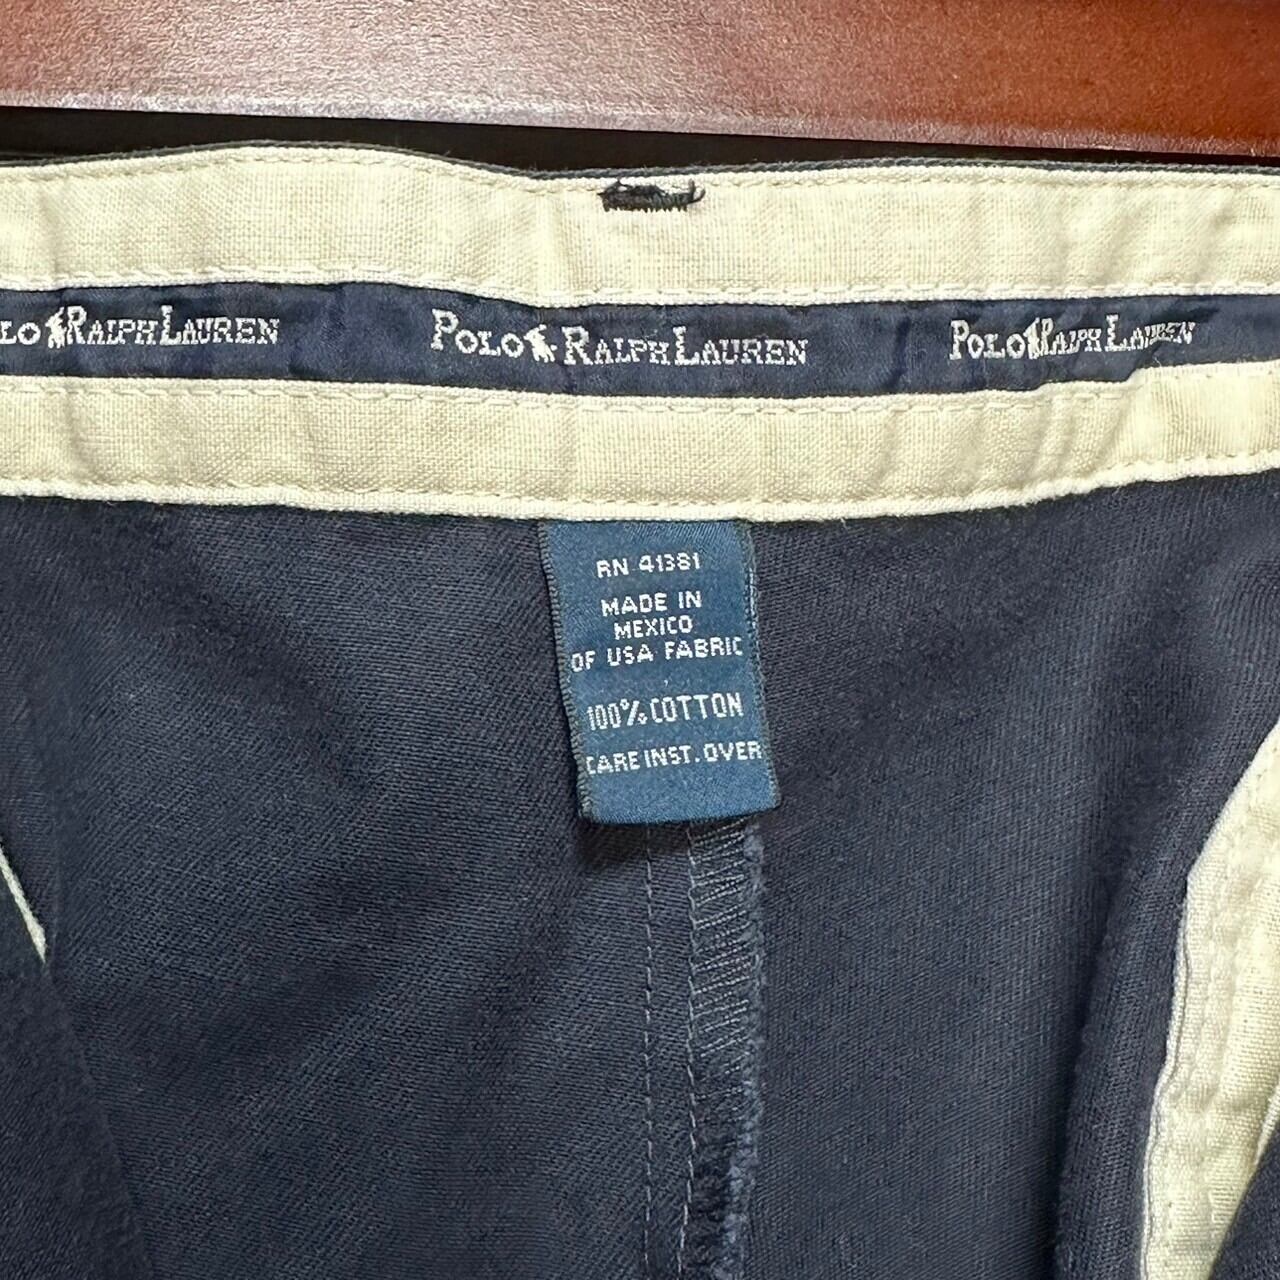 LO RALPH LAUREN
POLO RALPH LAUREN
POLO RALPH LAUREN
RN 41381
MADE IN
MEXICO
OF USA FABRIC
100% COTTON
CARE INST. OVER